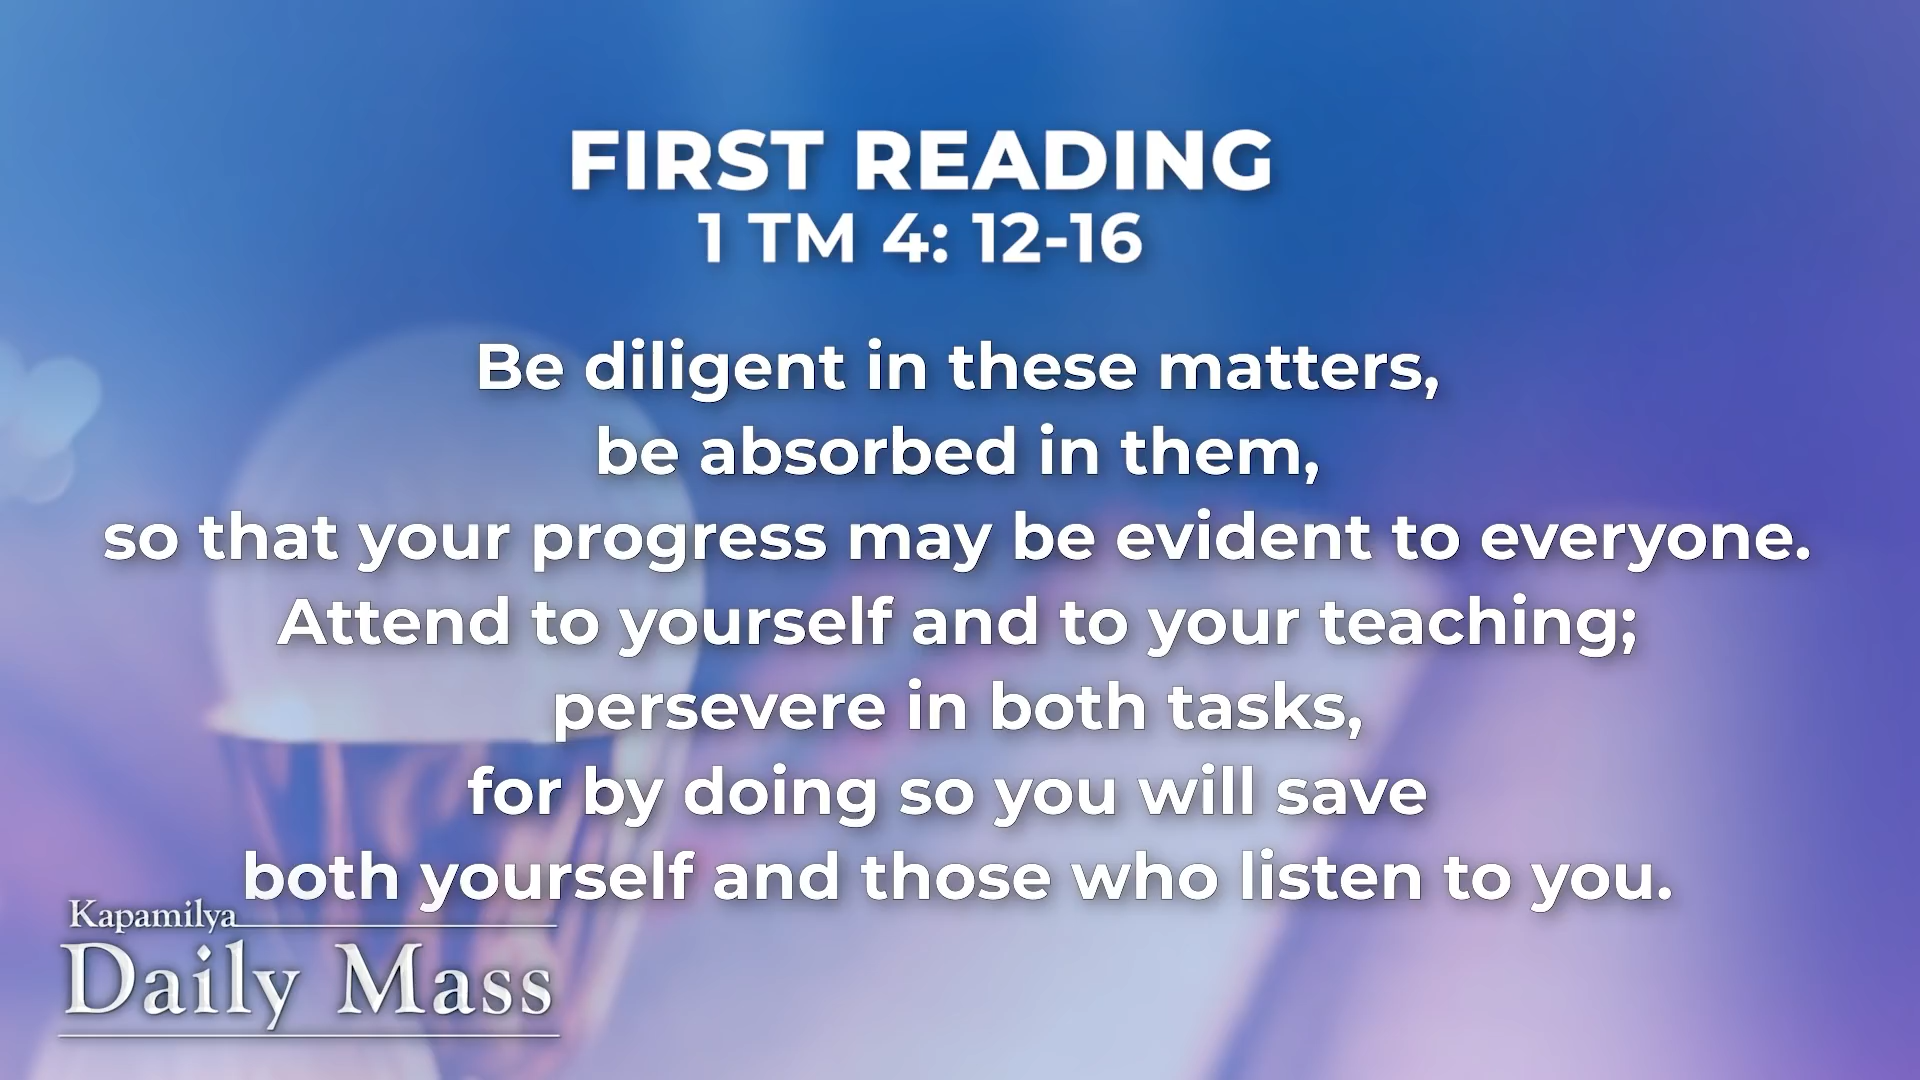 FIRST READING
1 TM 4: 12-16
Be diligent in these matters,
be absorbed in them,
so that your progress may be evident to everyone.
Attend to yourself and to your teaching;
persevere in both tasks,
for by doing so you will save
both yourself and those who listen to you.
Kapamilya
Daily Mass